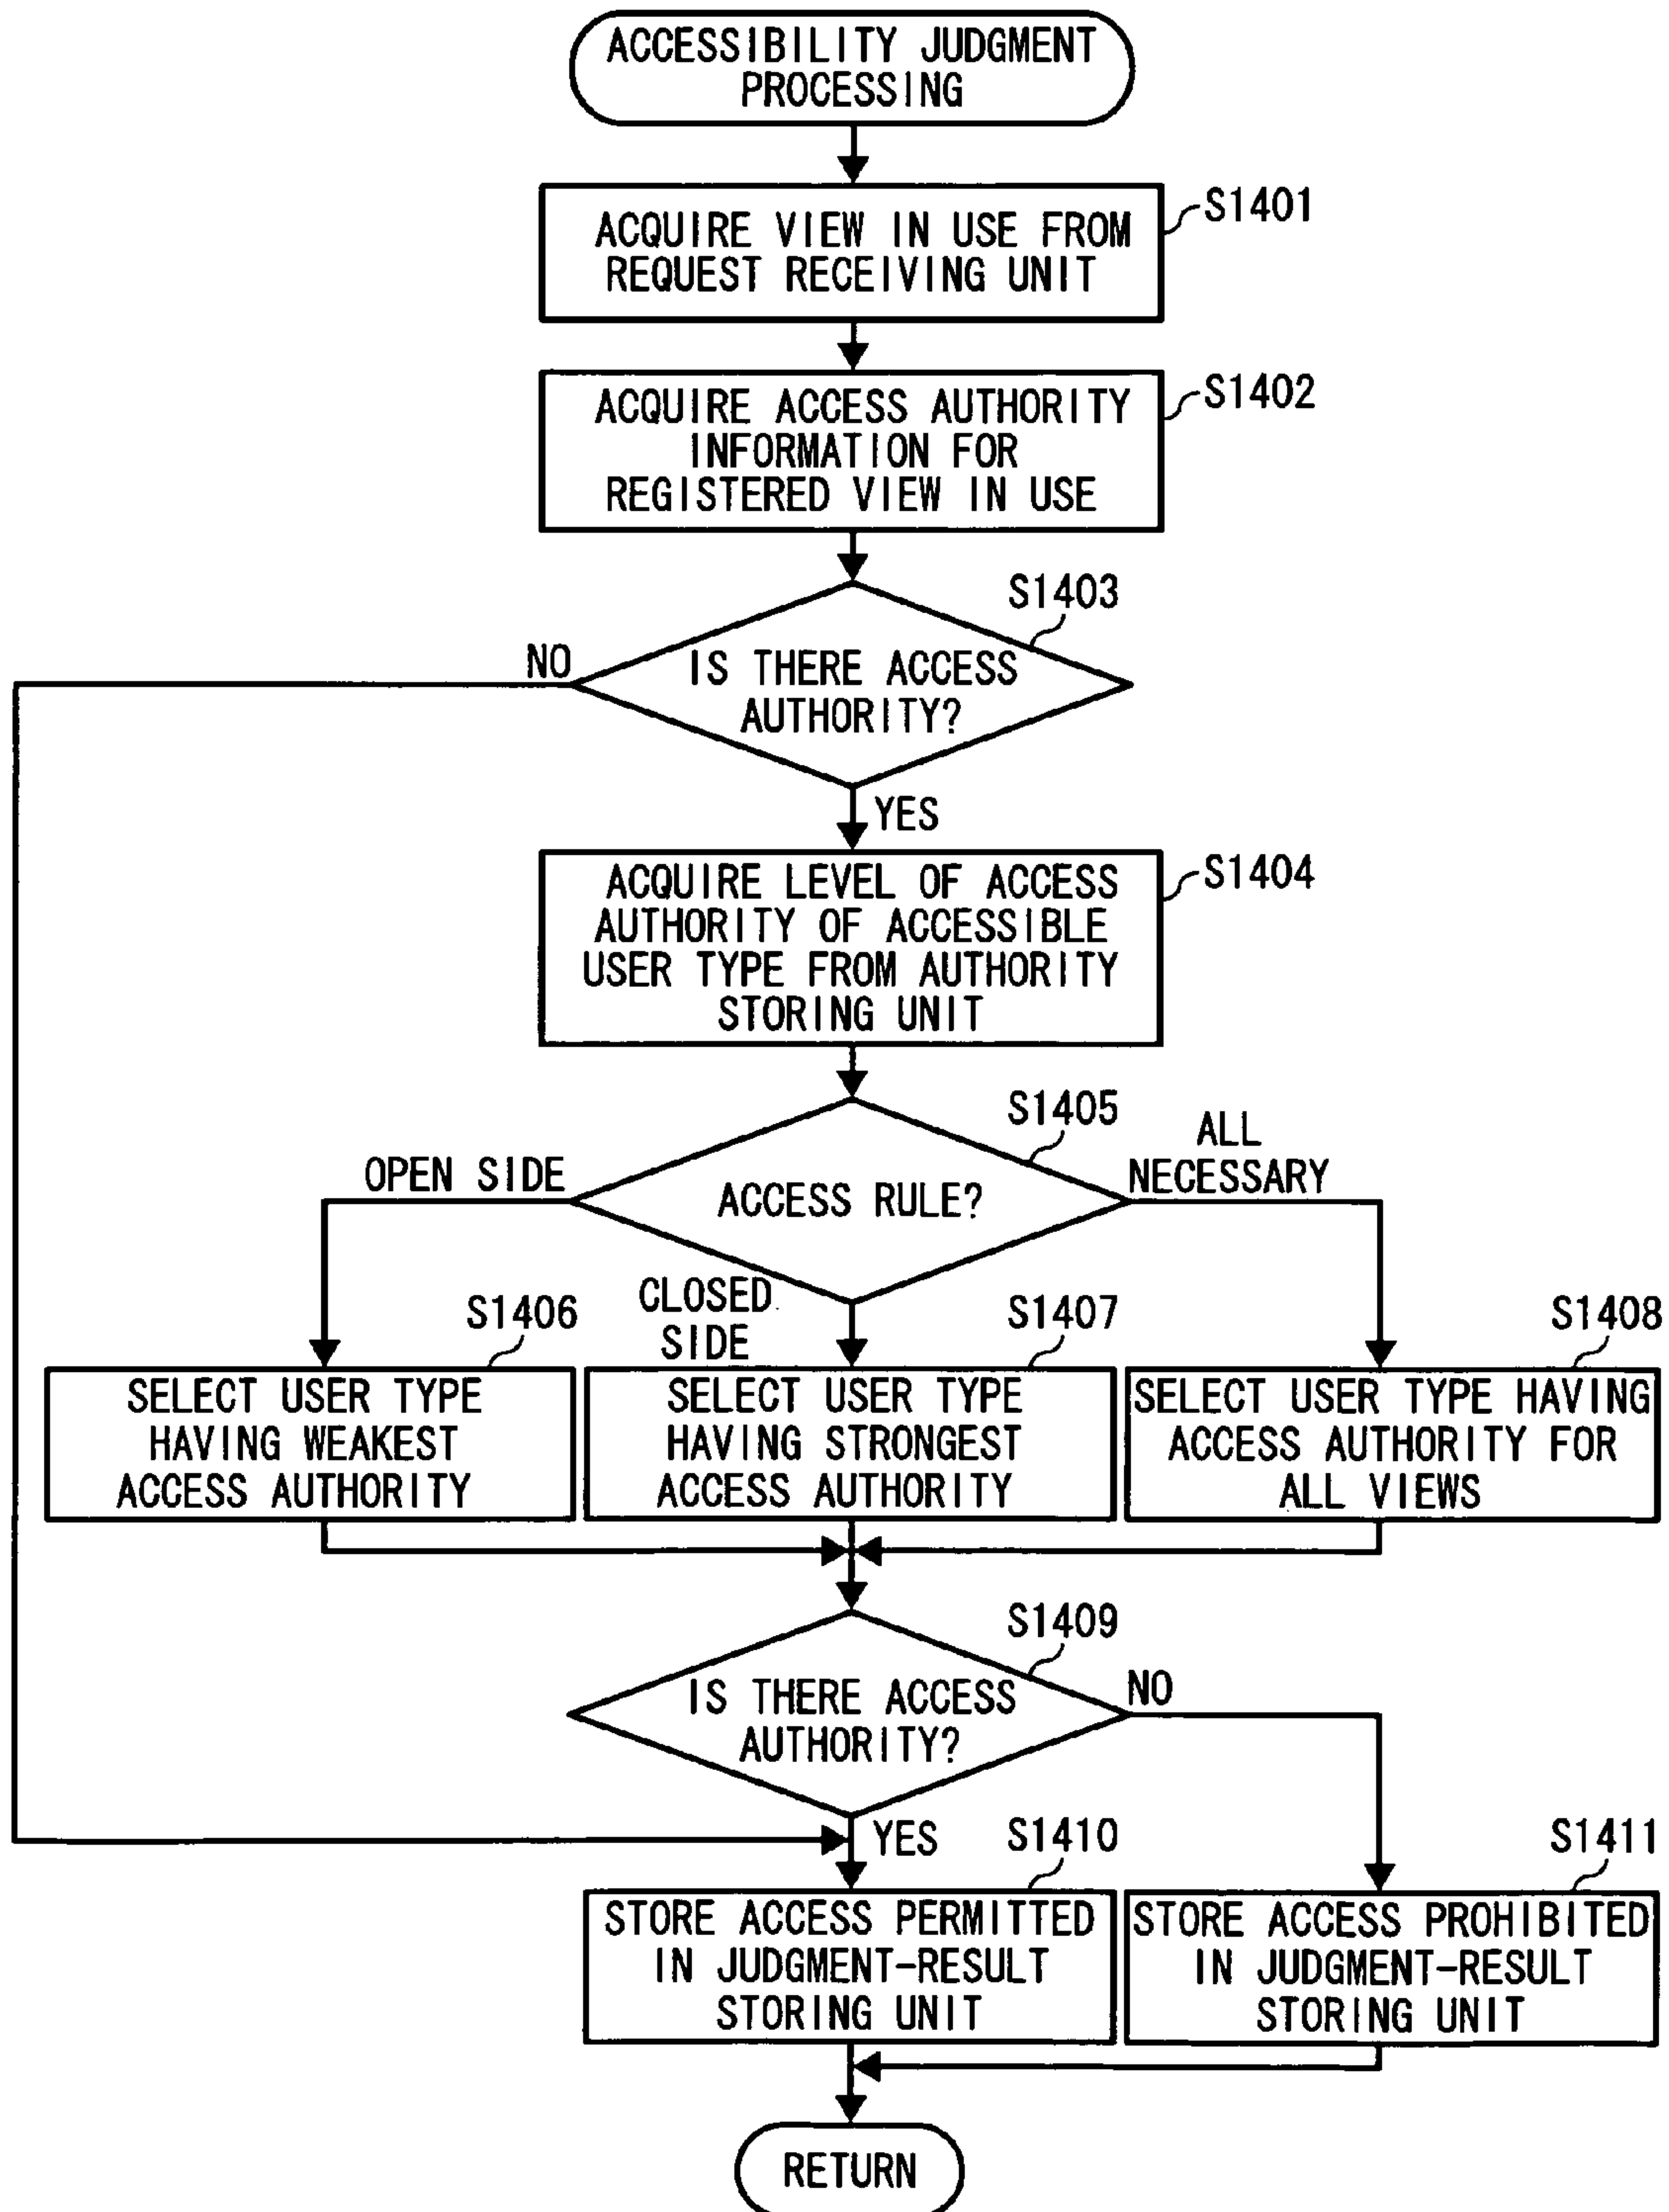 ACCESSIBILITY JUDGMENT
PROCESSING
S1401
ACQUIRE VIEW IN USE FROM
REQUEST RECEIVING UNIT
S1402
ACQUIRE ACCESS AUTHORITY
INFORMATION FOR
REGISTERED VIEW IN USE
S1403
NO
IS THERE ACCESS
AUTHORITY?
YES
S1404
ACQUIRE LEVEL OF ACCESS
AUTHORITY OF ACCESSIBLE
USER TYPE FROM AUTHORITY
STORING UNIT
S1405
OPEN SIDE
ACCESS RULE?
ALL
NECESSARY
CLOSED
SIDE
S1406
SELECT USER TYPE
HAVING WEAKEST
ACCESS AUTHORITY
S1407
SELECT USER TYPE
HAVING STRONGEST
ACCESS AUTHORITY
S1408
SELECT USER TYPE HAVING
ACCESS AUTHORITY FOR
ALL VIEWS
S1409
IS THERE ACCESS
AUTHORITY?
NO
YES
S1410
STORE ACCESS PERMITTED
IN JUDGMENT-RESULT
STORING UNIT
S1411
STORE ACCESS PROHIBITED
IN JUDGMENT-RESULT
STORING UNIT
RETURN